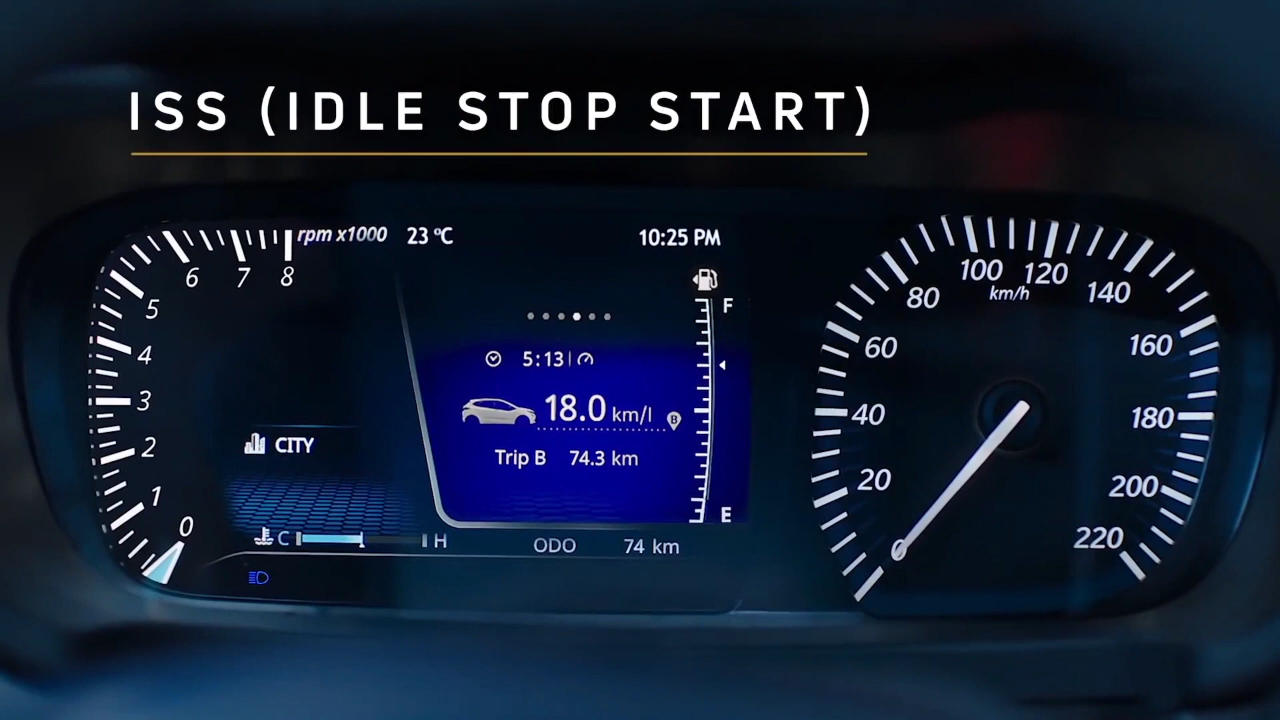 ISS (IDLE STOP START)
rpm x1000 23 ºC 10:25 PM
0 1 2 3 4 5 6 7 8
F
5:13
18.0 km/l B
Trip B 74.3 km
CITY
E
C H
ODO 74 km
0 20 40 60 80 100 120 140 160 180 200 220
km/h